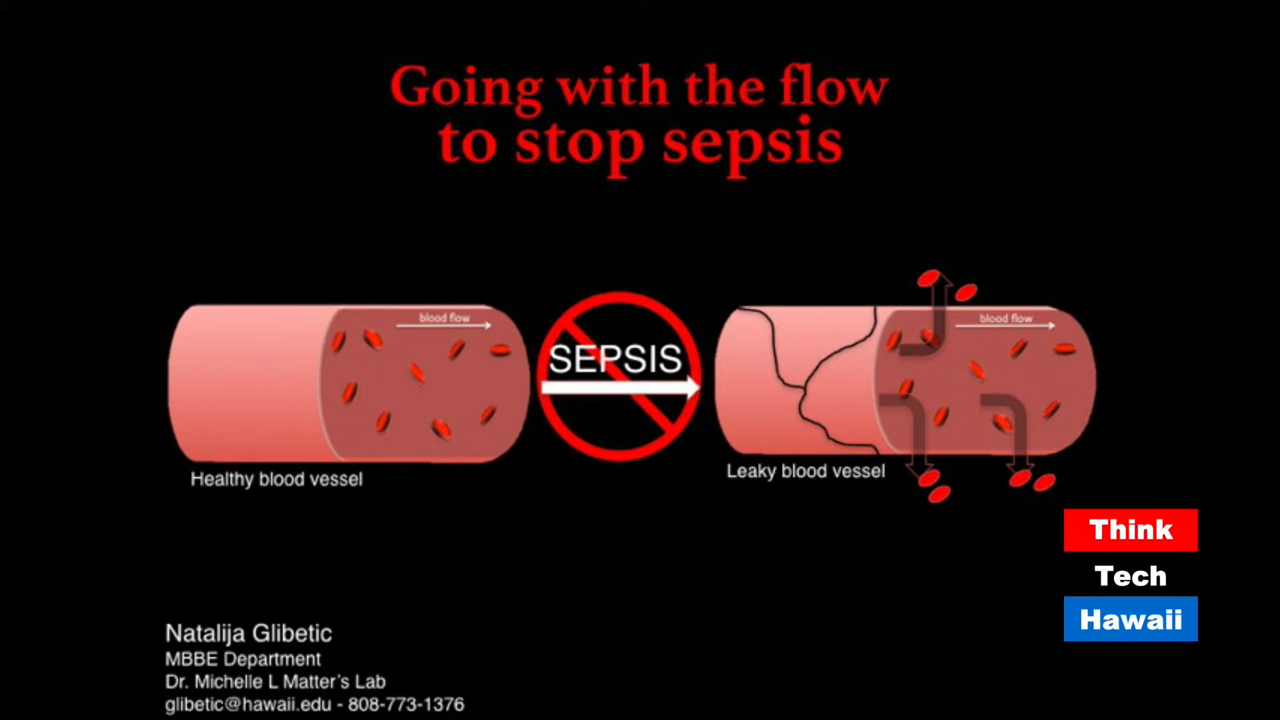 Going with the flow
to stop sepsis
blood flow
SEPSIS
blood flow
Healthy blood vessel
Leaky blood vessel
Think
Tech
Hawaii
Natalija Glibetic
MBBE Department
Dr. Michelle L Matter's Lab
glibetic@hawaii.edu - 808-773-1376